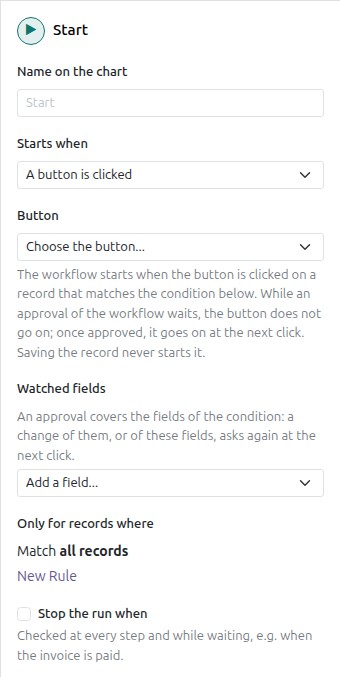 Start
Name on the chart
Start
Starts when
A button is clicked
Button
Choose the button...
The workflow starts when the button is clicked on a
record that matches the condition below. While an
approval of the workflow waits, the button does not
go on; once approved, it goes on at the next click.
Saving the record never starts it.
Watched fields
An approval covers the fields of the condition: a
change of them, or of these fields, asks again at the
next click.
Add a field...
Only for records where
Match all records
New Rule
Stop the run when
Checked at every step and while waiting, e.g. when
the invoice is paid.